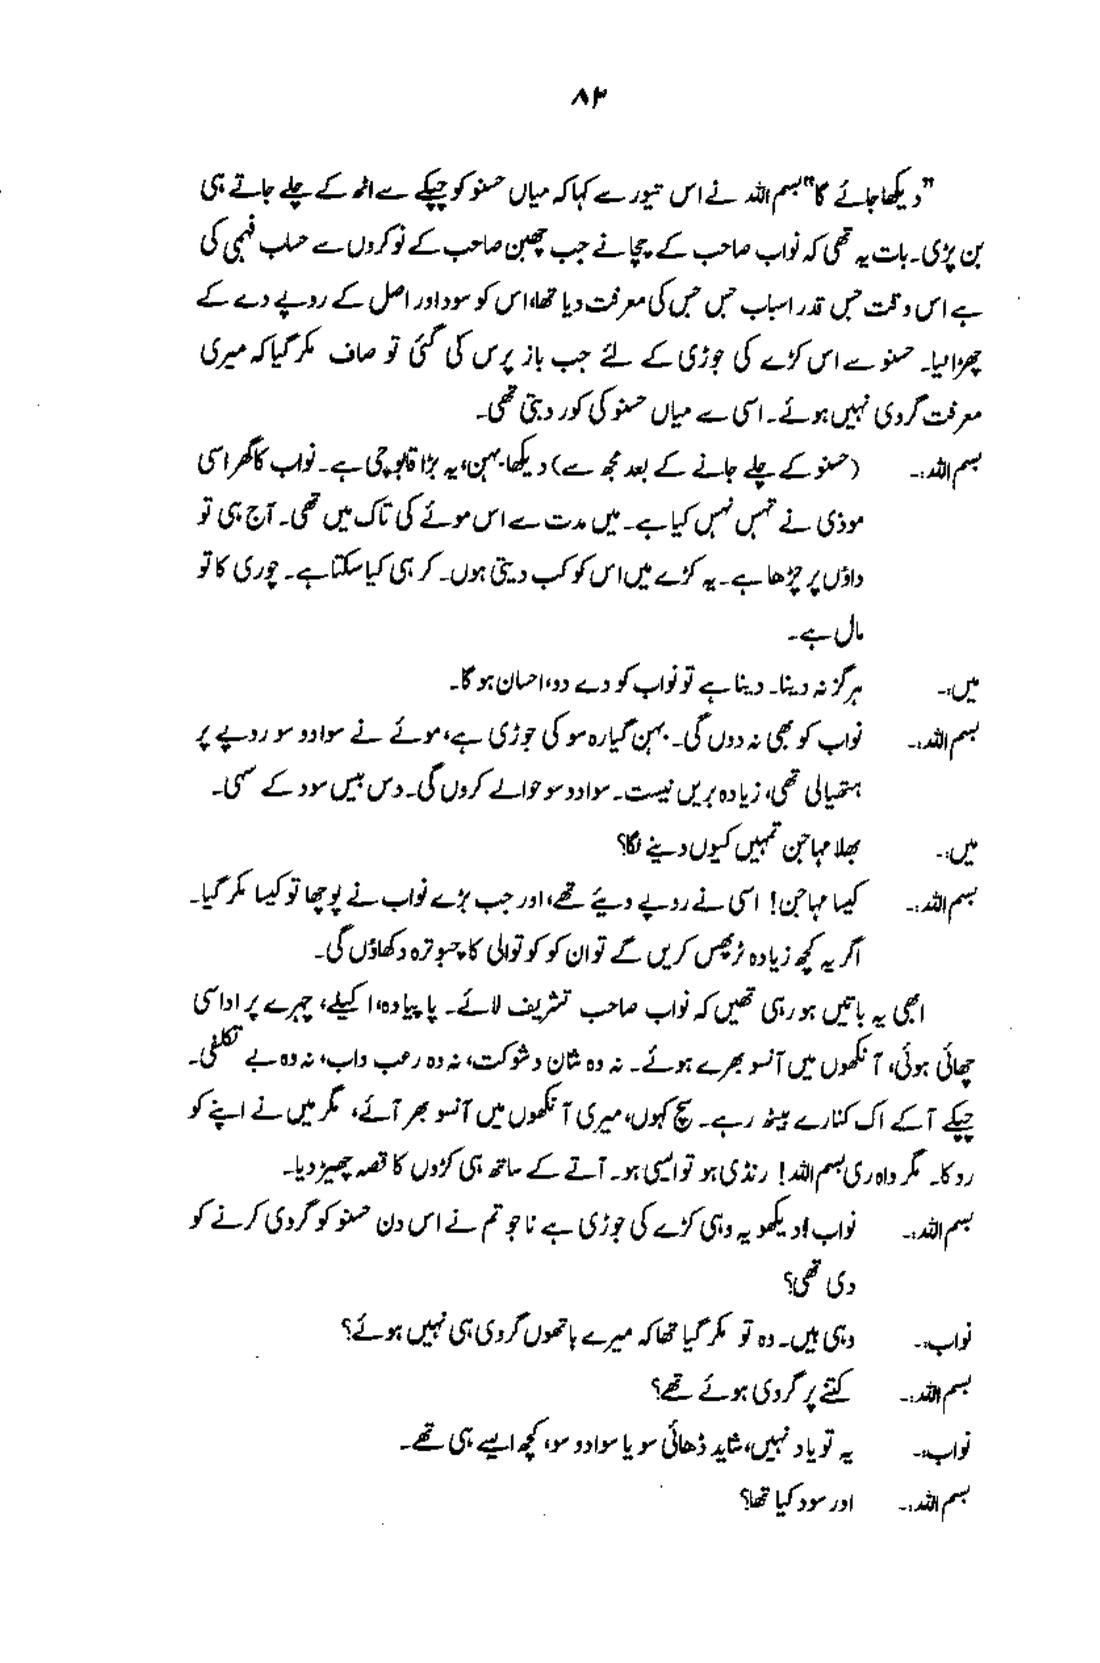 ۸۳
"دیکھا جائے گا" بسم اللہ نے اس تیور سے کہا کہ میاں حسنو کو چپکے سے اٹھ کے چلے جاتے ہی
بن پڑی۔ بات یہ تھی کہ نواب صاحب کے چچا نے جب چھبن صاحب کے نوکروں سے حساب فہمی کی
ہے اس وقت جس قدر اسباب جس جس کی معرفت دیا تھا، اس کو سود اور اصل کے روپے دے کے
چھڑا لیا۔ حسنو سے اس کڑے کی جوڑی کے لئے جب باز پرس کی گئی تو صاف مکر گیا کہ میری
معرفت گروی نہیں ہوئے۔ اسی سے میاں حسنو کی کور دبتی تھی۔
بسم اللہ:۔ (حسنو کے چلے جانے کے بعد مجھ سے) دیکھا بہن، یہ بڑا قابوچی ہے۔ نواب کا گھر اسی
موذی نے تہس نہس کیا ہے۔ میں مدت سے اس موئے کی تاک میں تھی۔ آج ہی تو
داؤں پر چڑھا ہے۔ یہ کڑے میں اس کو کب دیتی ہوں۔ کر ہی کیا سکتا ہے۔ چوری کا تو
مال ہے۔
میں:۔ ہرگز نہ دینا۔ دینا ہے تو نواب کو دے دو، احسان ہو گا۔
بسم اللہ:۔ نواب کو بھی نہ دوں گی۔ بہن گیارہ سو کی جوڑی ہے، موئے نے سوا دو سو روپے پر
ہتھیالی تھی، زیادہ بریں نیست۔ سوا دو سو حوالے کروں گی۔ دس بیس سود کے سہی۔
میں:۔ بھلا مہاجن تمہیں کیوں دینے لگا؟
بسم اللہ:۔ کیسا مہاجن! اسی نے روپے دیئے تھے، اور جب بڑے نواب نے پوچھا تو کیسا مکر گیا۔
اگر یہ کچھ زیادہ ٹرپھس کریں گے تو ان کو کوتوالی کا چبوترہ دکھاؤں گی۔
ابھی یہ باتیں ہو رہی تھیں کہ نواب صاحب تشریف لائے۔ پاپیادہ، اکیلے، چہرے پر اداسی
چھائی ہوئی، آنکھوں میں آنسو بھرے ہوئے۔ نہ وہ شان و شوکت، نہ وہ رعب داب، نہ وہ بے تکلفی۔
چپکے آ کے اک کنارے بیٹھ رہے۔ سچ کہوں، میری آنکھوں میں آنسو بھر آئے، مگر میں نے اپنے کو
روکا۔ مگر واہ ری بسم اللہ! رنڈی ہو تو ایسی ہو۔ آتے کے ساتھ ہی کڑوں کا قصہ چھیڑ دیا۔
بسم اللہ:۔ نواب! دیکھو یہ وہی کڑے کی جوڑی ہے نا جو تم نے اس دن حسنو کو گروی کرنے کو
دی تھی؟
نواب:۔ وہی ہیں۔ وہ تو مکر گیا تھا کہ میرے ہاتھوں گروی ہی نہیں ہوئے؟
بسم اللہ:۔ کتنے پر گروی ہوئے تھے؟
نواب:۔ یہ تو یاد نہیں، شاید ڈھائی سو یا سوا دو سو، کچھ ایسے ہی تھے۔
بسم اللہ:۔ اور سود کیا تھا؟